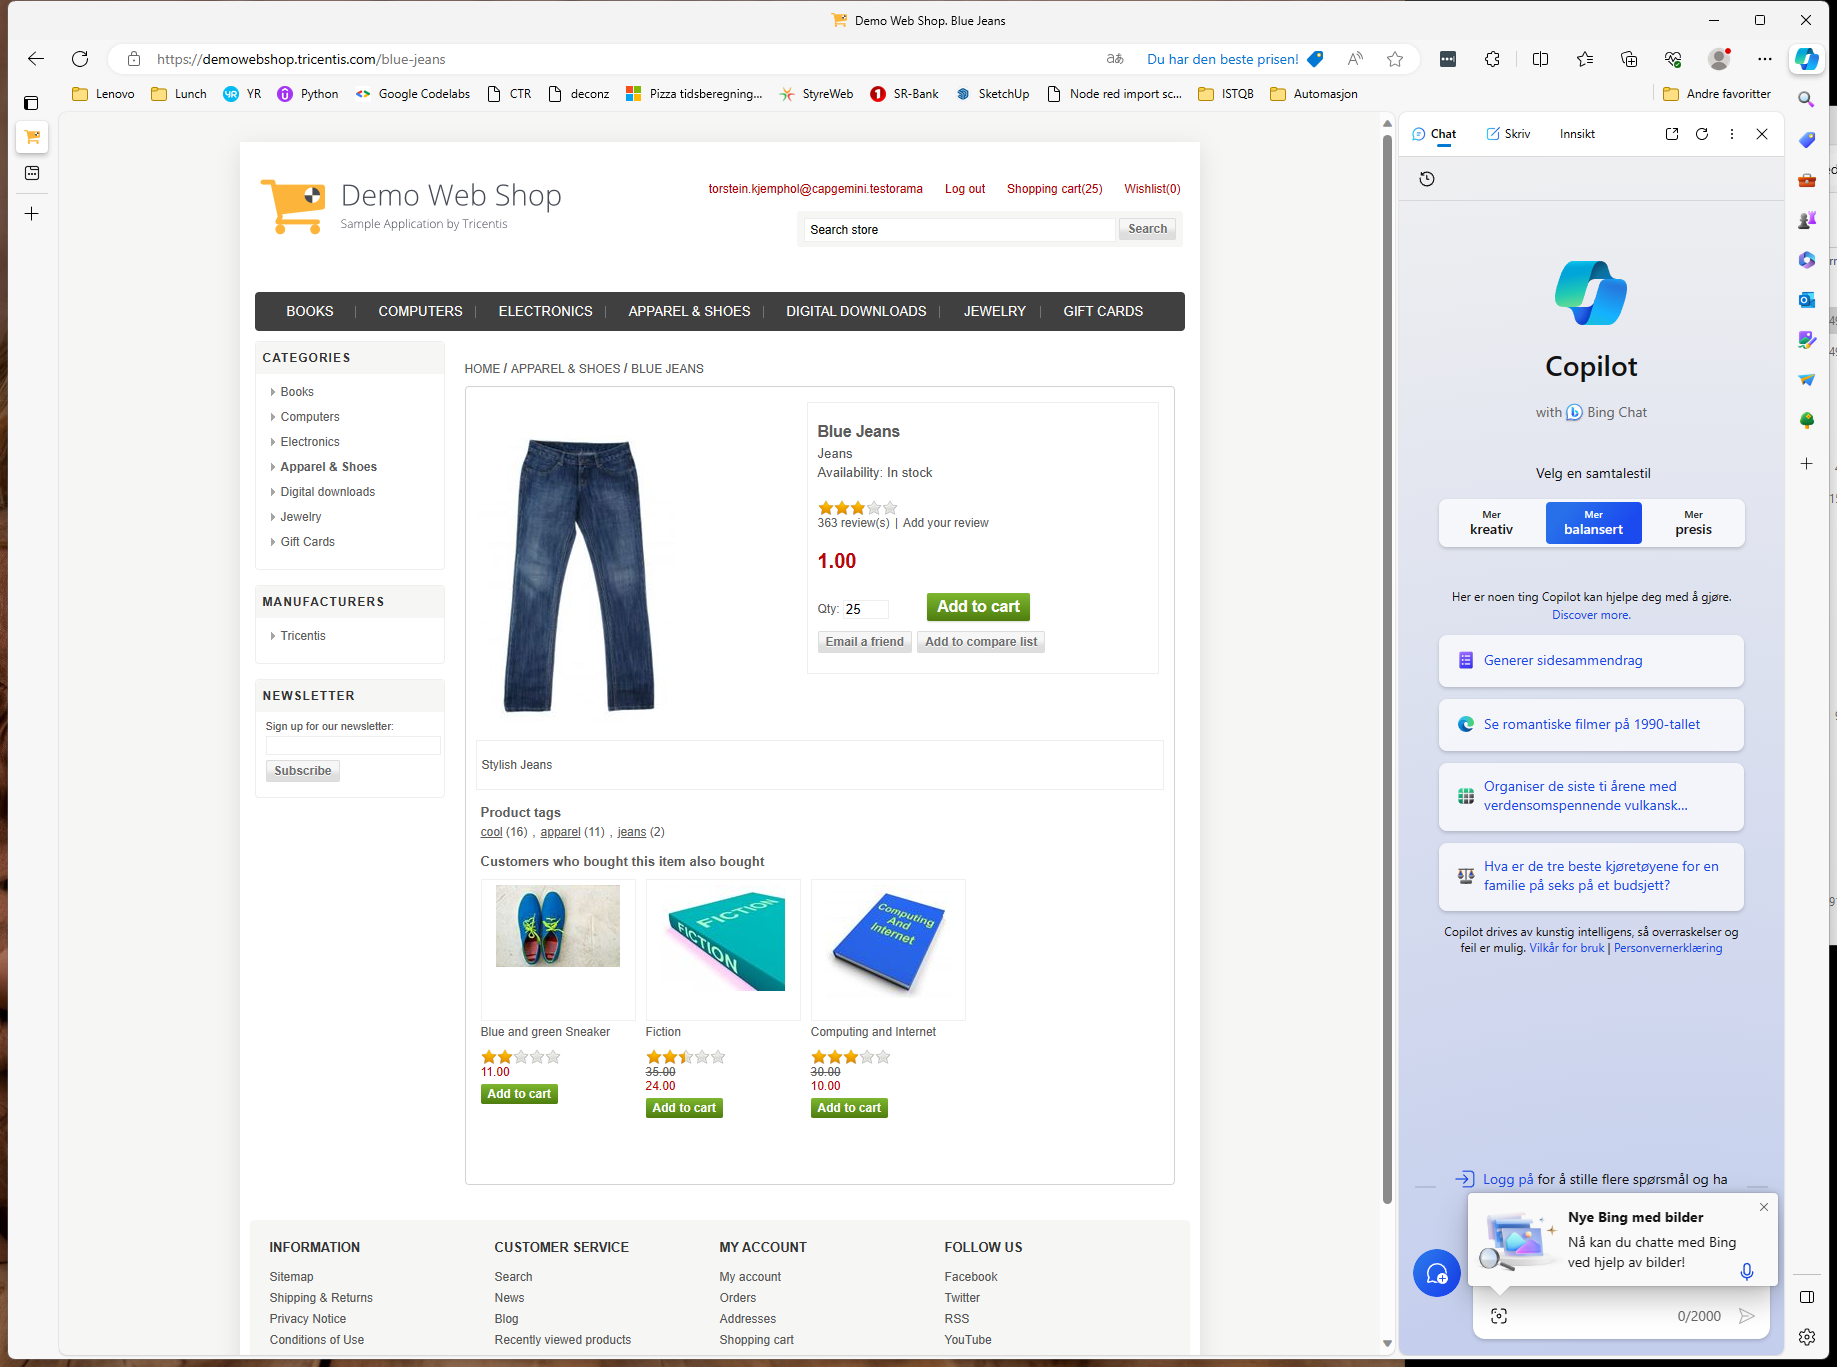 Demo Web Shop. Blue Jeans
https://demowebshop.tricentis.com/blue-jeans
aあ
Du har den beste prisen!
Lenovo
Lunch
YR
Python
Google Codelabs
CTR
deconz
Pizza tidsberegning...
StyreWeb
SR-Bank
SketchUp
Node red import sc...
ISTQB
Automasjon
Andre favoritter
Demo Web Shop
Sample Application by Tricentis
torstein.kjemphol@capgemini.testorama Log out Shopping cart(25) Wishlist(0)
Search store Search
BOOKS | COMPUTERS | ELECTRONICS | APPAREL & SHOES | DIGITAL DOWNLOADS | JEWELRY | GIFT CARDS
CATEGORIES
Books
Computers
Electronics
Apparel & Shoes
Digital downloads
Jewelry
Gift Cards
MANUFACTURERS
Tricentis
NEWSLETTER
Sign up for our newsletter:
Subscribe
HOME / APPAREL & SHOES / BLUE JEANS
Blue Jeans
Jeans
Availability: In stock
363 review(s) | Add your review
1.00
Qty: 25 Add to cart
Email a friend Add to compare list
Stylish Jeans
Product tags
cool (16) , apparel (11) , jeans (2)
Customers who bought this item also bought
FICTION
FICTION
Computing
And
Internet
Blue and green Sneaker
11.00
Add to cart
Fiction
35.00
24.00
Add to cart
Computing and Internet
30.00
10.00
Add to cart
INFORMATION
Sitemap
Shipping & Returns
Privacy Notice
Conditions of Use
CUSTOMER SERVICE
Search
News
Blog
Recently viewed products
MY ACCOUNT
My account
Orders
Addresses
Shopping cart
FOLLOW US
Facebook
Twitter
RSS
YouTube
Chat Skriv Innsikt
Copilot
with b Bing Chat
Velg en samtalestil
Mer
kreativ
Mer
balansert
Mer
presis
Her er noen ting Copilot kan hjelpe deg med å gjøre.
Discover more.
Generer sidesammendrag
Se romantiske filmer på 1990-tallet
Organiser de siste ti årene med
verdensomspennende vulkansk...
Hva er de tre beste kjøretøyene for en
familie på seks på et budsjett?
Copilot drives av kunstig intelligens, så overraskelser og
feil er mulig. Vilkår for bruk | Personvernerklæring
Logg på for å stille flere spørsmål og ha
Nye Bing med bilder
Nå kan du chatte med Bing
ved hjelp av bilder!
0/2000